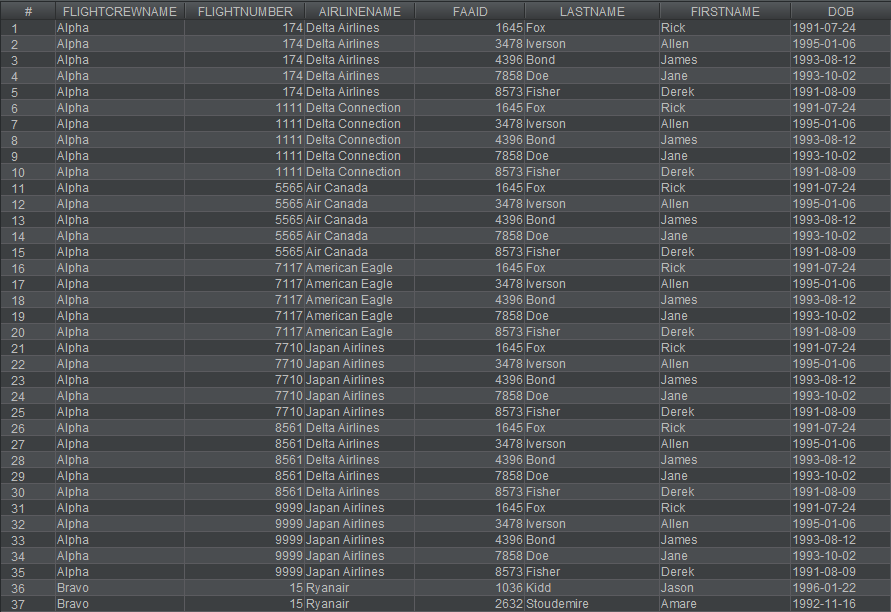 # FLIGHTCREWNAME FLIGHTNUMBER AIRLINENAME FAAID LASTNAME FIRSTNAME DOB
1 Alpha 174 Delta Airlines 1645 Fox Rick 1991-07-24
2 Alpha 174 Delta Airlines 3478 Iverson Allen 1995-01-06
3 Alpha 174 Delta Airlines 4396 Bond James 1993-08-12
4 Alpha 174 Delta Airlines 7858 Doe Jane 1993-10-02
5 Alpha 174 Delta Airlines 8573 Fisher Derek 1991-08-09
6 Alpha 1111 Delta Connection 1645 Fox Rick 1991-07-24
7 Alpha 1111 Delta Connection 3478 Iverson Allen 1995-01-06
8 Alpha 1111 Delta Connection 4396 Bond James 1993-08-12
9 Alpha 1111 Delta Connection 7858 Doe Jane 1993-10-02
10 Alpha 1111 Delta Connection 8573 Fisher Derek 1991-08-09
11 Alpha 5565 Air Canada 1645 Fox Rick 1991-07-24
12 Alpha 5565 Air Canada 3478 Iverson Allen 1995-01-06
13 Alpha 5565 Air Canada 4396 Bond James 1993-08-12
14 Alpha 5565 Air Canada 7858 Doe Jane 1993-10-02
15 Alpha 5565 Air Canada 8573 Fisher Derek 1991-08-09
16 Alpha 7117 American Eagle 1645 Fox Rick 1991-07-24
17 Alpha 7117 American Eagle 3478 Iverson Allen 1995-01-06
18 Alpha 7117 American Eagle 4396 Bond James 1993-08-12
19 Alpha 7117 American Eagle 7858 Doe Jane 1993-10-02
20 Alpha 7117 American Eagle 8573 Fisher Derek 1991-08-09
21 Alpha 7710 Japan Airlines 1645 Fox Rick 1991-07-24
22 Alpha 7710 Japan Airlines 3478 Iverson Allen 1995-01-06
23 Alpha 7710 Japan Airlines 4396 Bond James 1993-08-12
24 Alpha 7710 Japan Airlines 7858 Doe Jane 1993-10-02
25 Alpha 7710 Japan Airlines 8573 Fisher Derek 1991-08-09
26 Alpha 8561 Delta Airlines 1645 Fox Rick 1991-07-24
27 Alpha 8561 Delta Airlines 3478 Iverson Allen 1995-01-06
28 Alpha 8561 Delta Airlines 4396 Bond James 1993-08-12
29 Alpha 8561 Delta Airlines 7858 Doe Jane 1993-10-02
30 Alpha 8561 Delta Airlines 8573 Fisher Derek 1991-08-09
31 Alpha 9999 Japan Airlines 1645 Fox Rick 1991-07-24
32 Alpha 9999 Japan Airlines 3478 Iverson Allen 1995-01-06
33 Alpha 9999 Japan Airlines 4396 Bond James 1993-08-12
34 Alpha 9999 Japan Airlines 7858 Doe Jane 1993-10-02
35 Alpha 9999 Japan Airlines 8573 Fisher Derek 1991-08-09
36 Bravo 15 Ryanair 1036 Kidd Jason 1996-01-22
37 Bravo 15 Ryanair 2632 Stoudemire Amare 1992-11-16